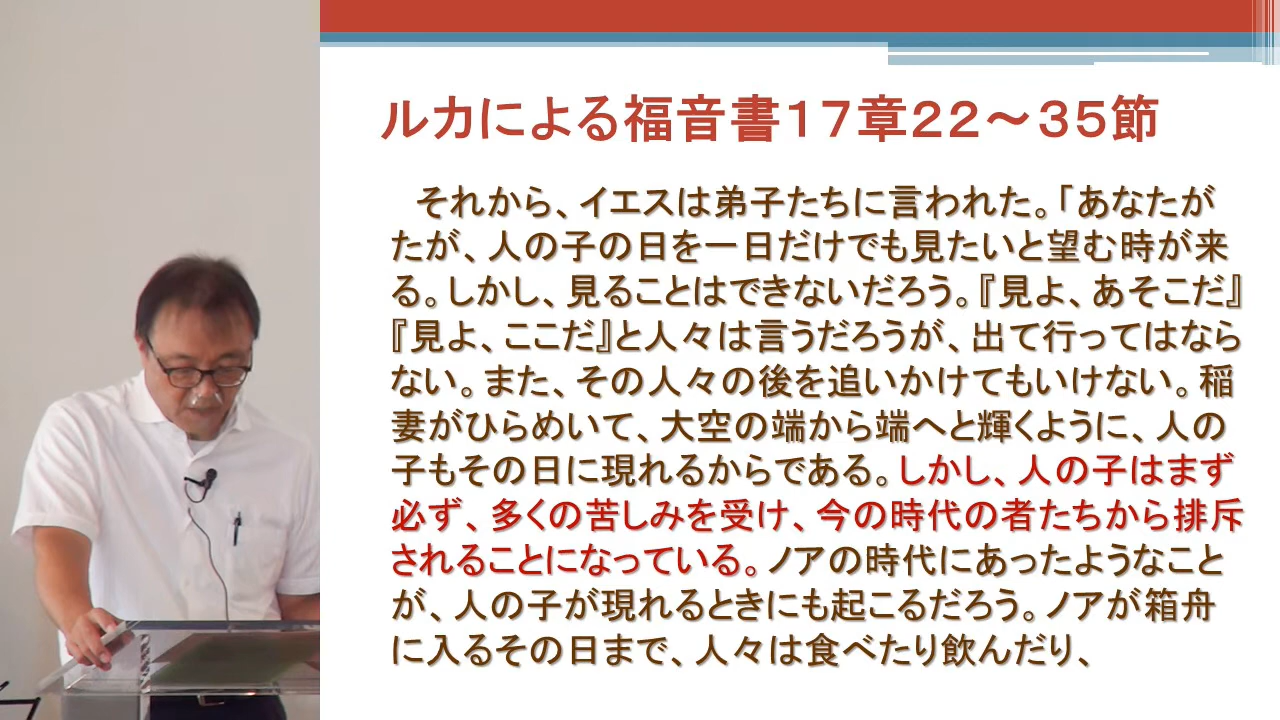 ルカによる福音書１７章２２～３５節
それから、イエスは弟子たちに言われた。「あなたが
たが、人の子の日を一日だけでも見たいと望む時が来
る。しかし、見ることはできないだろう。『見よ、あそこだ』
『見よ、ここだ』と人々は言うだろうが、出て行ってはなら
ない。また、その人々の後を追いかけてもいけない。稲
妻がひらめいて、大空の端から端へと輝くように、人の
子もその日に現れるからである。しかし、人の子はまず
必ず、多くの苦しみを受け、今の時代の者たちから排斥
されることになっている。ノアの時代にあったようなこと
が、人の子が現れるときにも起こるだろう。ノアが箱舟
に入るその日まで、人々は食べたり飲んだり、